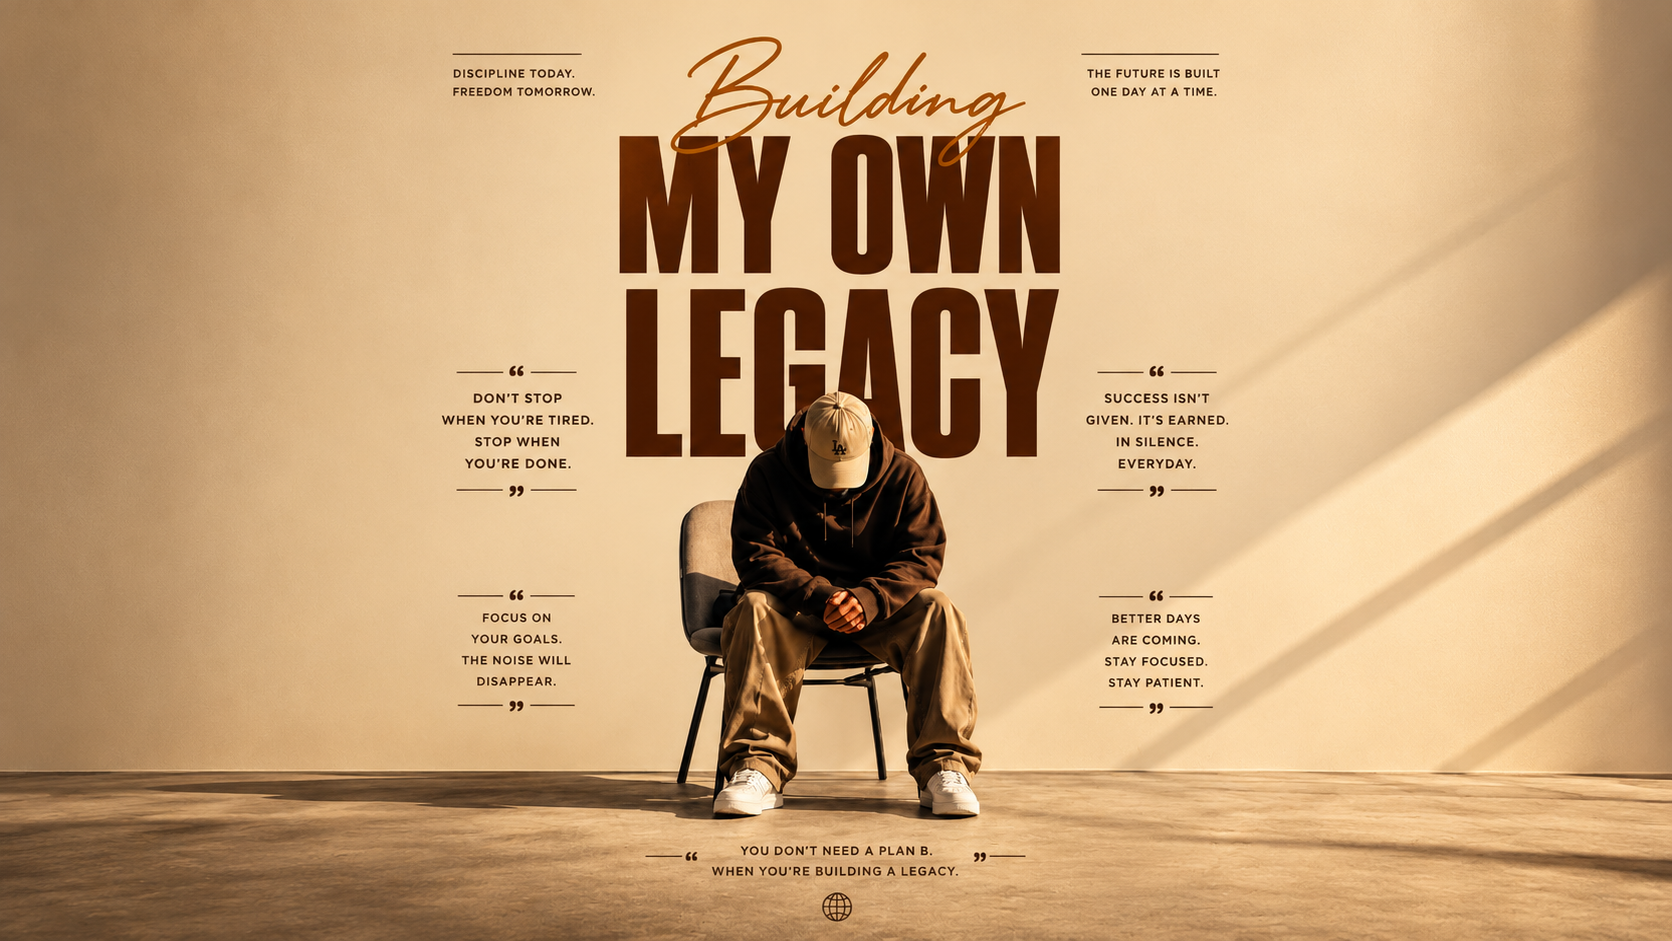 DISCIPLINE TODAY.
FREEDOM TOMORROW.
THE FUTURE IS BUILT
ONE DAY AT A TIME.
Building
MY OWN
LEGACY
“
DON'T STOP
WHEN YOU'RE TIRED.
STOP WHEN
YOU'RE DONE.
”
“
SUCCESS ISN'T
GIVEN. IT'S EARNED.
IN SILENCE.
EVERYDAY.
”
LA
“
FOCUS ON
YOUR GOALS.
THE NOISE WILL
DISAPPEAR.
”
“
BETTER DAYS
ARE COMING.
STAY FOCUSED.
STAY PATIENT.
”
“ YOU DON'T NEED A PLAN B. ”
WHEN YOU'RE BUILDING A LEGACY.